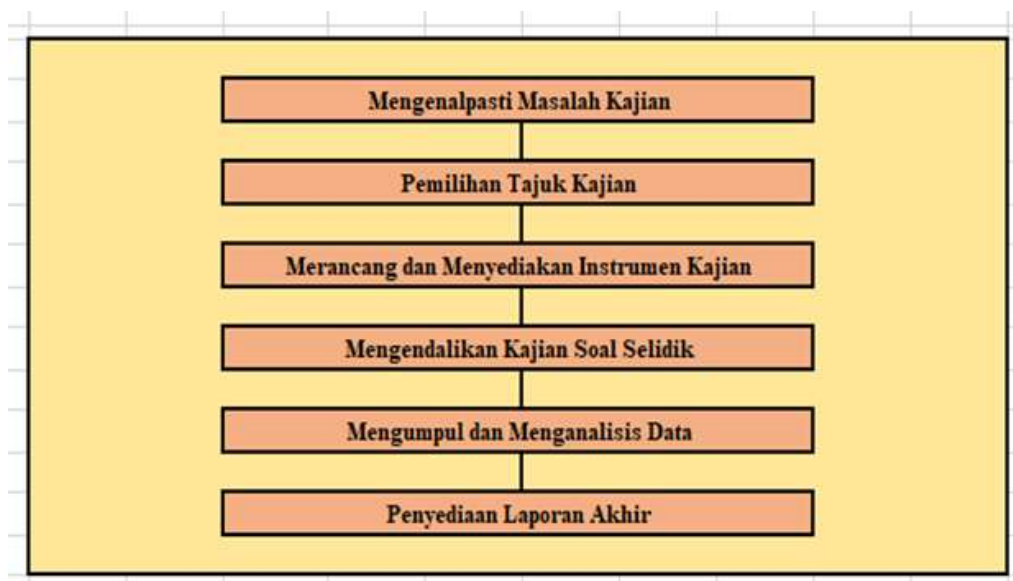 Mengenalpasti Masalah Kajian
Pemilihan Tajuk Kajian
Merancang dan Menyediakan Instrumen Kajian
Mengendalikan Kajian Soal Selidik
Mengumpul dan Menganalisis Data
Penyediaan Laporan Akhir